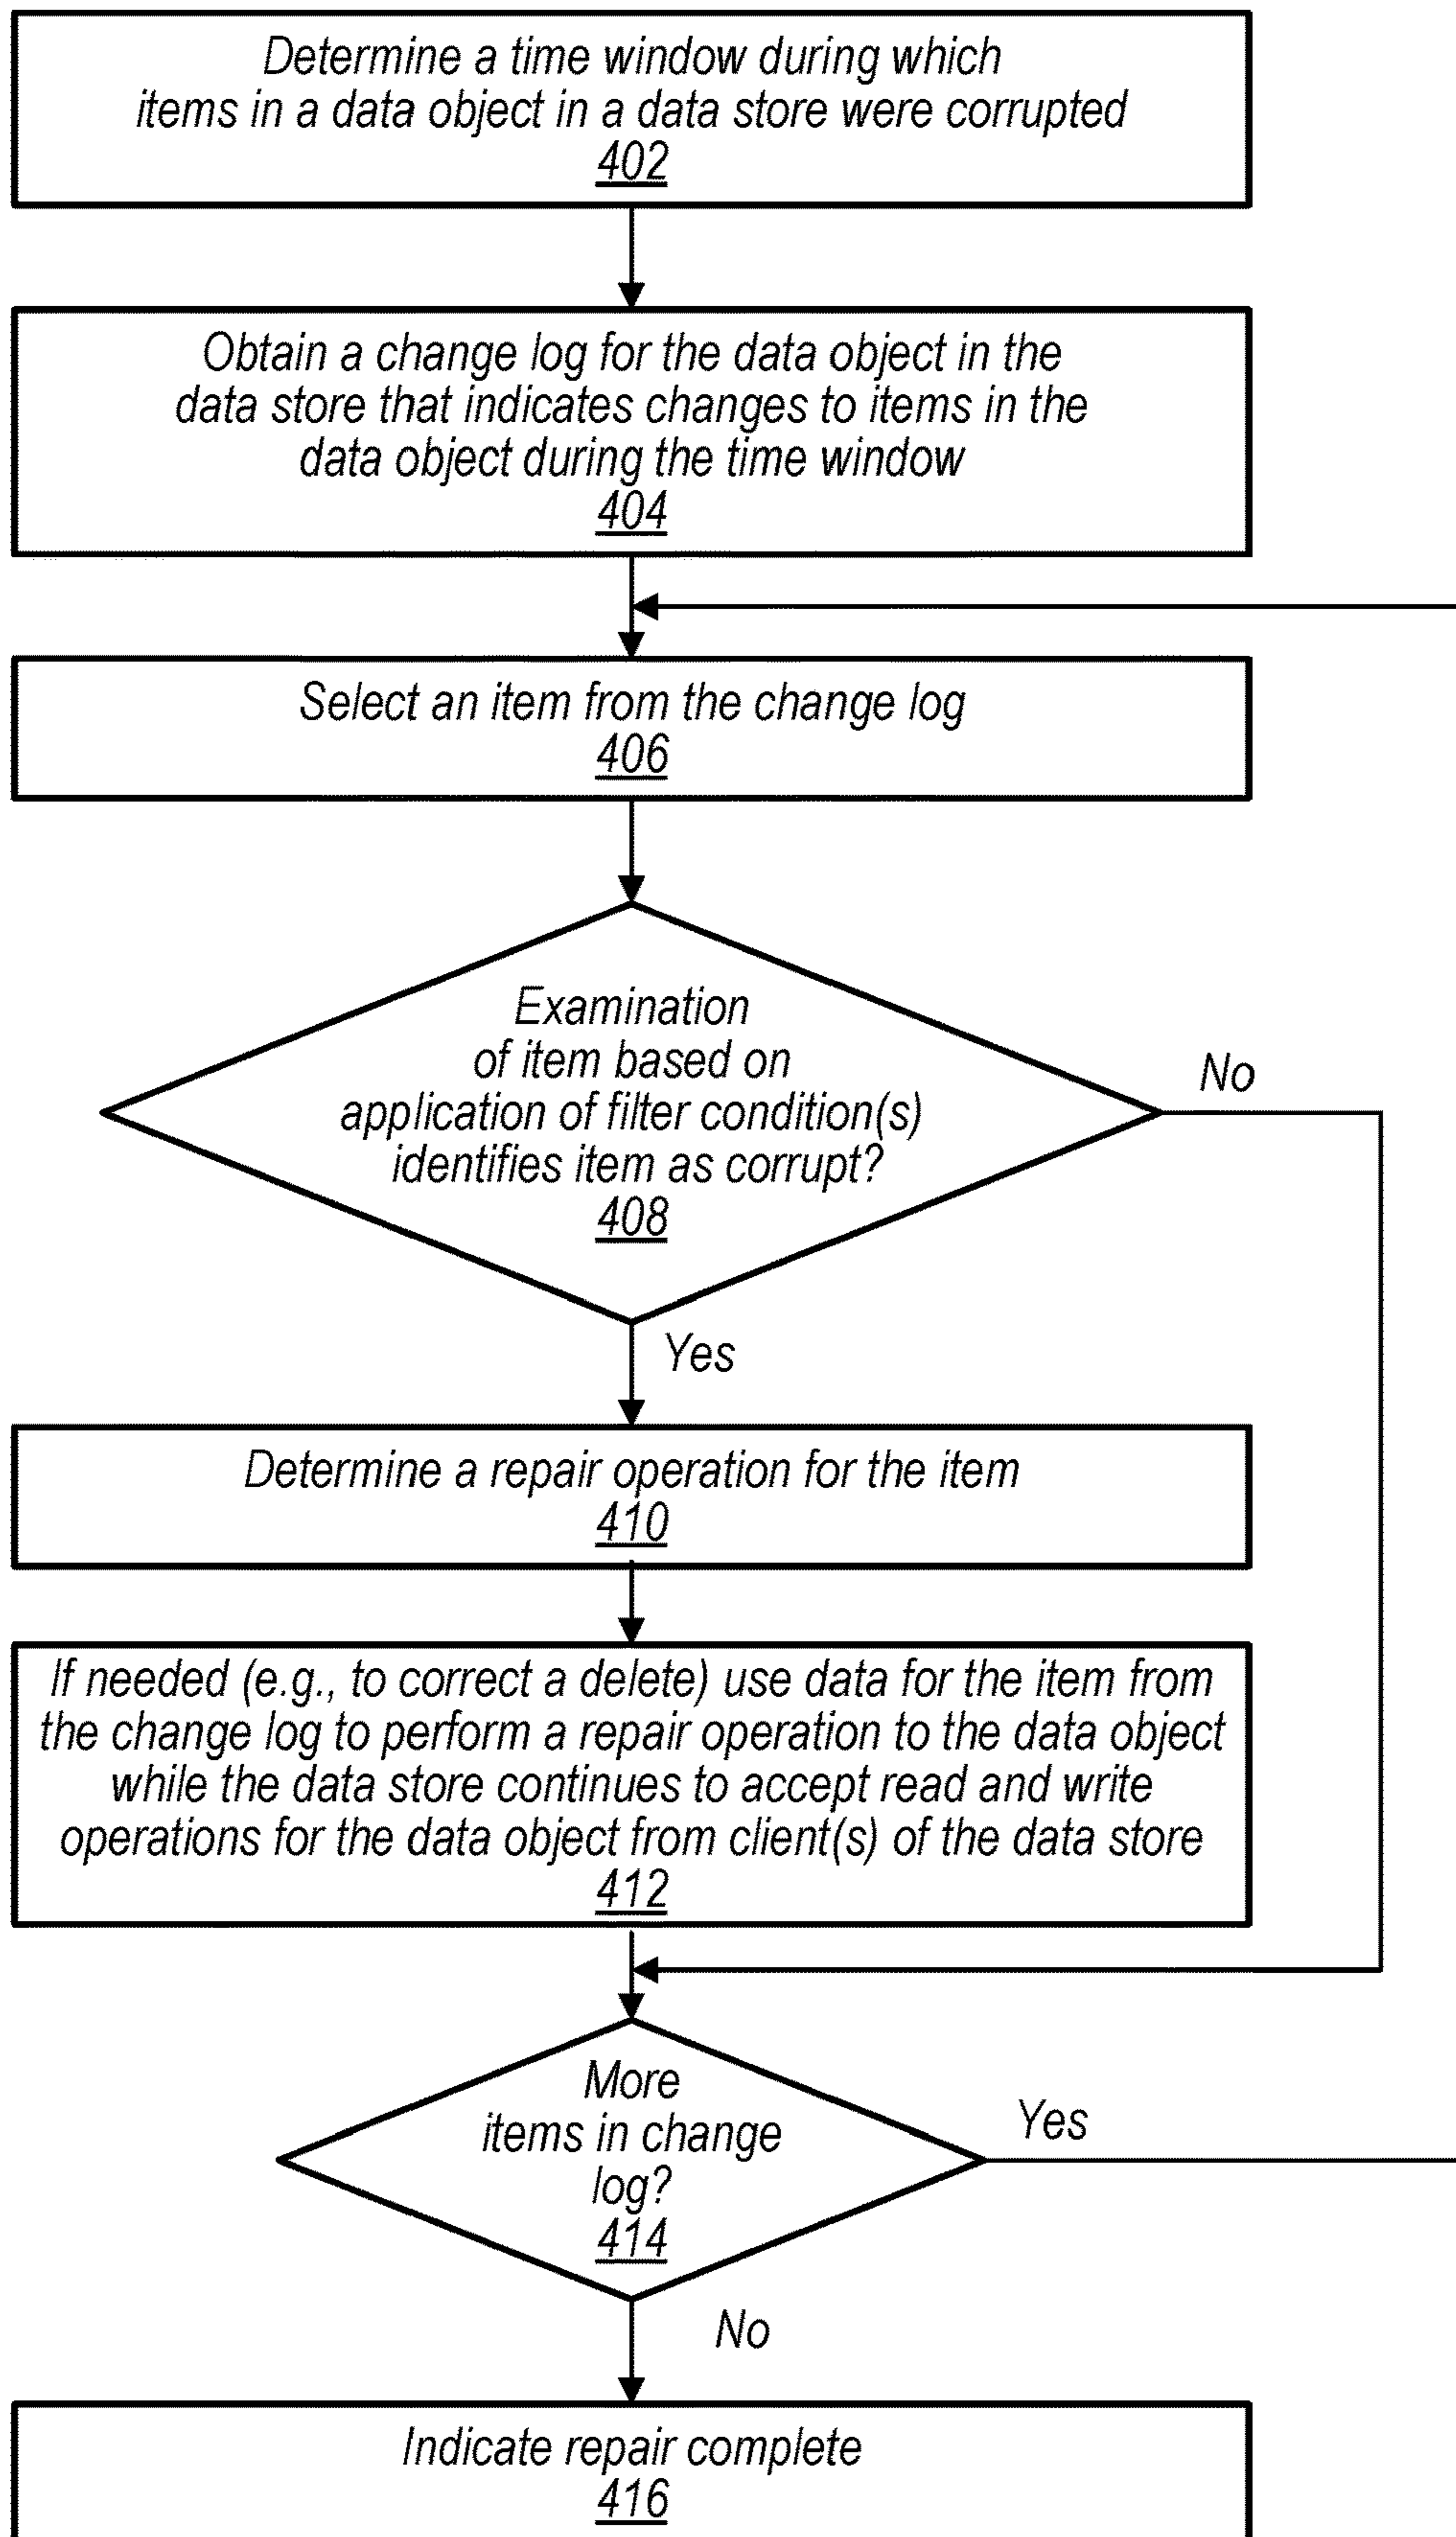 Determine a time window during which
items in a data object in a data store were corrupted
402
Obtain a change log for the data object in the
data store that indicates changes to items in the
data object during the time window
404
Select an item from the change log
406
Examination
of item based on
application of filter condition(s)
identifies item as corrupt?
408
No
Yes
Determine a repair operation for the item
410
If needed (e.g., to correct a delete) use data for the item from
the change log to perform a repair operation to the data object
while the data store continues to accept read and write
operations for the data object from client(s) of the data store
412
More
items in change
log?
414
Yes
No
Indicate repair complete
416